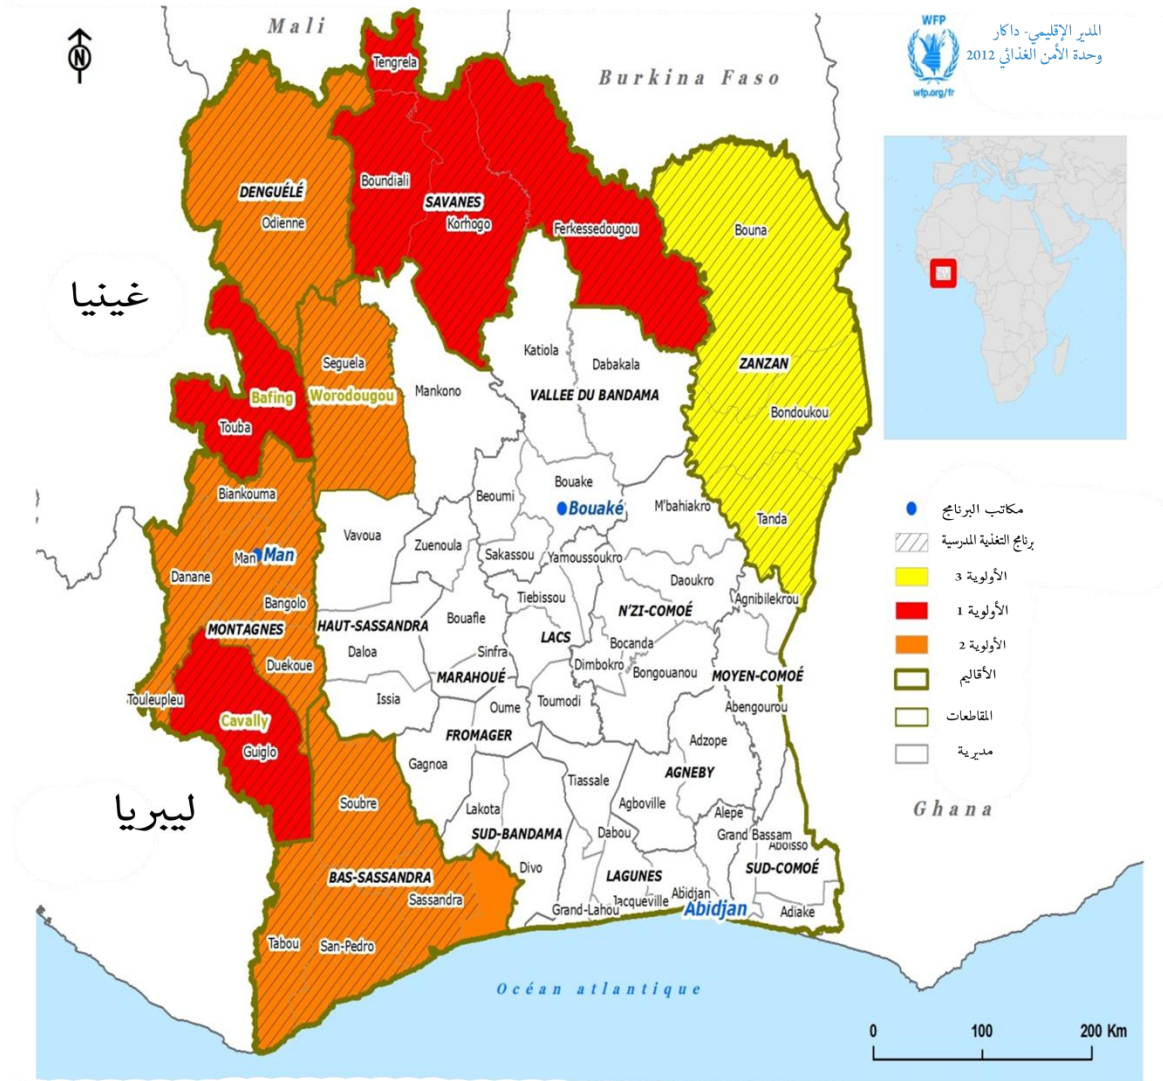 WFP
wfp.org/fr
المدير الإقليمي- داكار
وحدة الأمن الغذائي 2012
N
Mali
Burkina Faso
Tengrela
DENGUÉLÉ
Odienne
Boundiali
SAVANES
Korhogo
Ferkessedougou
Bouna
غينيا
Seguela
Bafing
Worodougou
Touba
Mankono
Katiola
Dabakala
VALLEE DU BANDAMA
ZANZAN
Bondoukou
Biankouma
Man
Man
Danane
Bangolo
MONTAGNES
Duekoue
Touleupleu
Vavoua
Zuenoula
Beoumi
Bouake
Bouaké
M'bahiakro
Tanda
Sakassou
Yamoussoukro
Tiebissou
Daoukro
Agnibilekrou
HAUT-SASSANDRA
Bouafle
N'ZI-COMOÉ
LACS
Daloa
Sinfra
Bocanda
Dimbokro
Bongouanou
MARAHOUÉ
MOYEN-COMOÉ
Issia
Oume
Toumodi
Abengourou
Cavally
Guiglo
FROMAGER
Gagnoa
Adzope
AGNEBY
Tiassale
Agboville
Soubre
Lakota
SUD-BANDAMA
Dabou
Alepe
Grand Bassam
Aboisso
SUD-COMOÉ
ليبريا
BAS-SASSANDRA
Sassandra
Divo
LAGUNES
Jacqueville
Abidjan
Abidjan
Grand-Lahou
Adiake
Tabou
San-Pedro
Ghana
Océan atlantique
مكاتب البرنامج
برنامج التغذية المدرسية
الأولوية 3
الأولوية 1
الأولوية 2
الأقاليم
المقاطعات
مديرية
0 100 200 Km